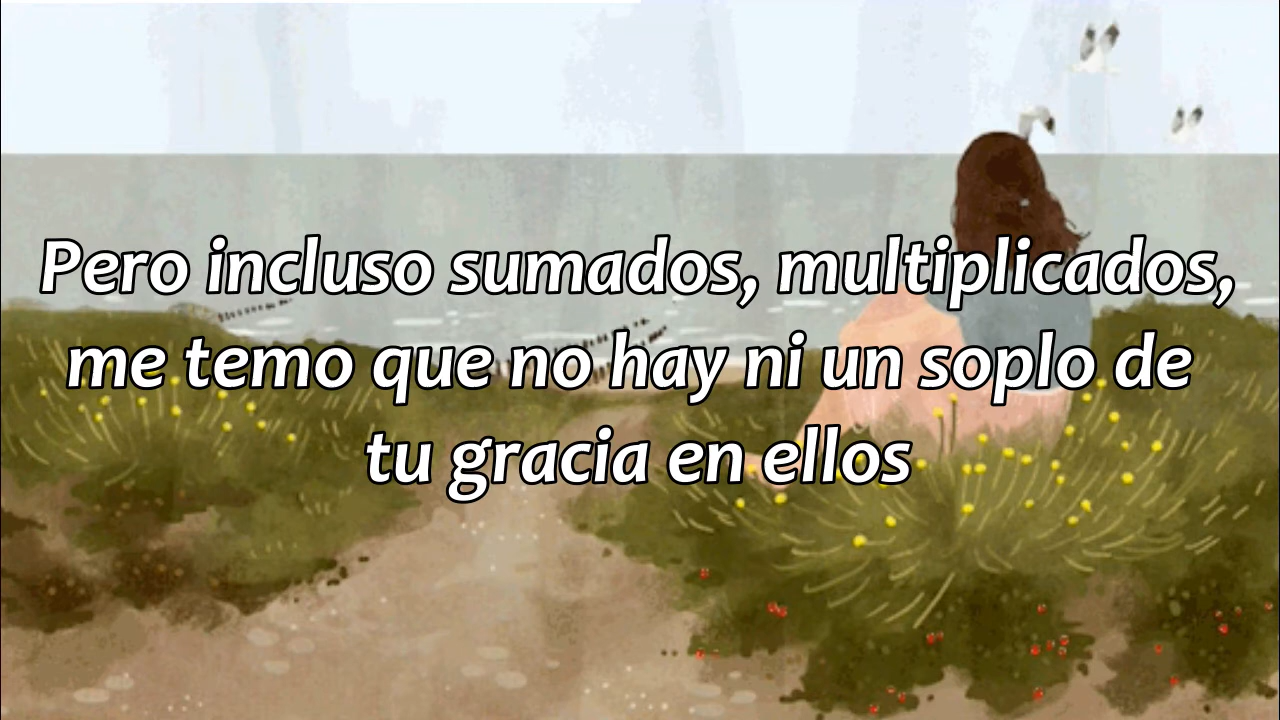 Pero incluso sumados, multiplicados,
me temo que no hay ni un soplo de
tu gracia en ellos